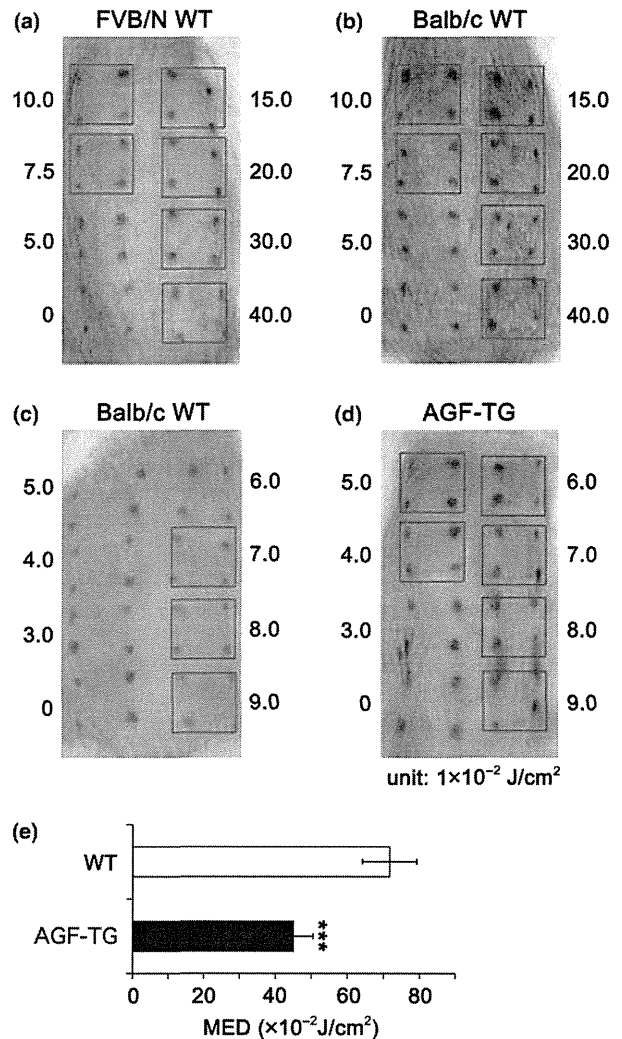 (a) FVB/N WT
10.0 15.0
7.5 20.0
5.0 30.0
0 40.0
(b) Balb/c WT
10.0 15.0
7.5 20.0
5.0 30.0
0 40.0
(c) Balb/c WT
5.0 6.0
4.0 7.0
3.0 8.0
0 9.0
(d) AGF-TG
5.0 6.0
4.0 7.0
3.0 8.0
0 9.0
unit: 1×10⁻² J/cm²
(e)
WT
AGF-TG ***
0 20 40 60 80
MED (×10⁻²J/cm²)